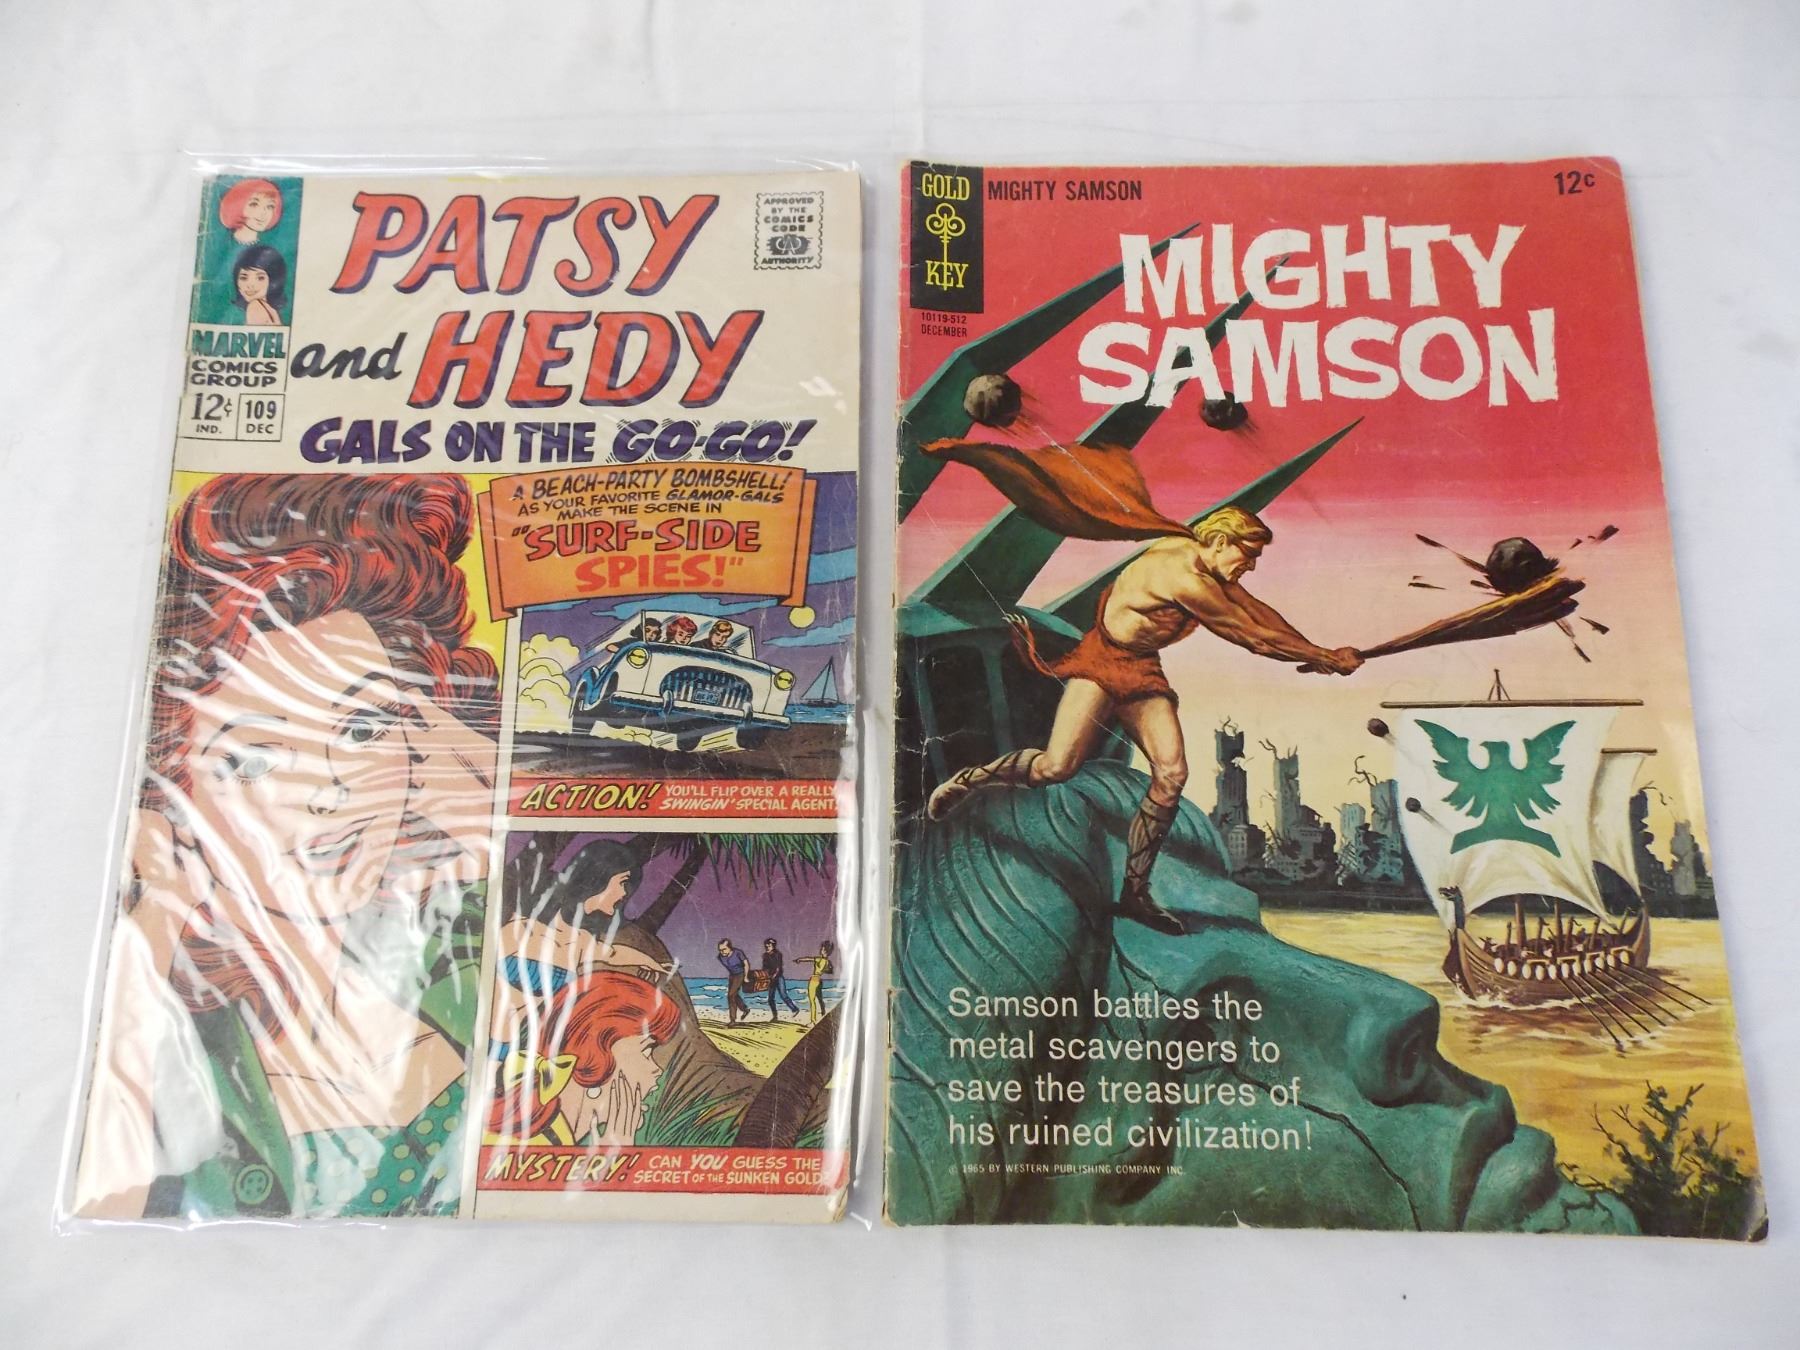 PATSY
and HEDY
APPROVED
BY THE
COMICS
CODE
CA
AUTHORITY
MARVEL
COMICS
GROUP
12¢
IND.
109
DEC
GALS ON THE GO-GO!
A BEACH-PARTY BOMBSHELL!
AS YOUR FAVORITE GLAMOR-GALS
MAKE THE SCENE IN
"SURF-SIDE
SPIES!"
ACTION! YOU'LL FLIP OVER A REALLY
SWINGIN' SPECIAL AGENT!
MYSTERY! CAN YOU GUESS THE
SECRET OF THE SUNKEN GOLD?
GOLD
KEY
MIGHTY SAMSON
12c
10119-512
DECEMBER
MIGHTY
SAMSON
Samson battles the
metal scavengers to
save the treasures of
his ruined civilization!
© 1965 BY WESTERN PUBLISHING COMPANY INC.